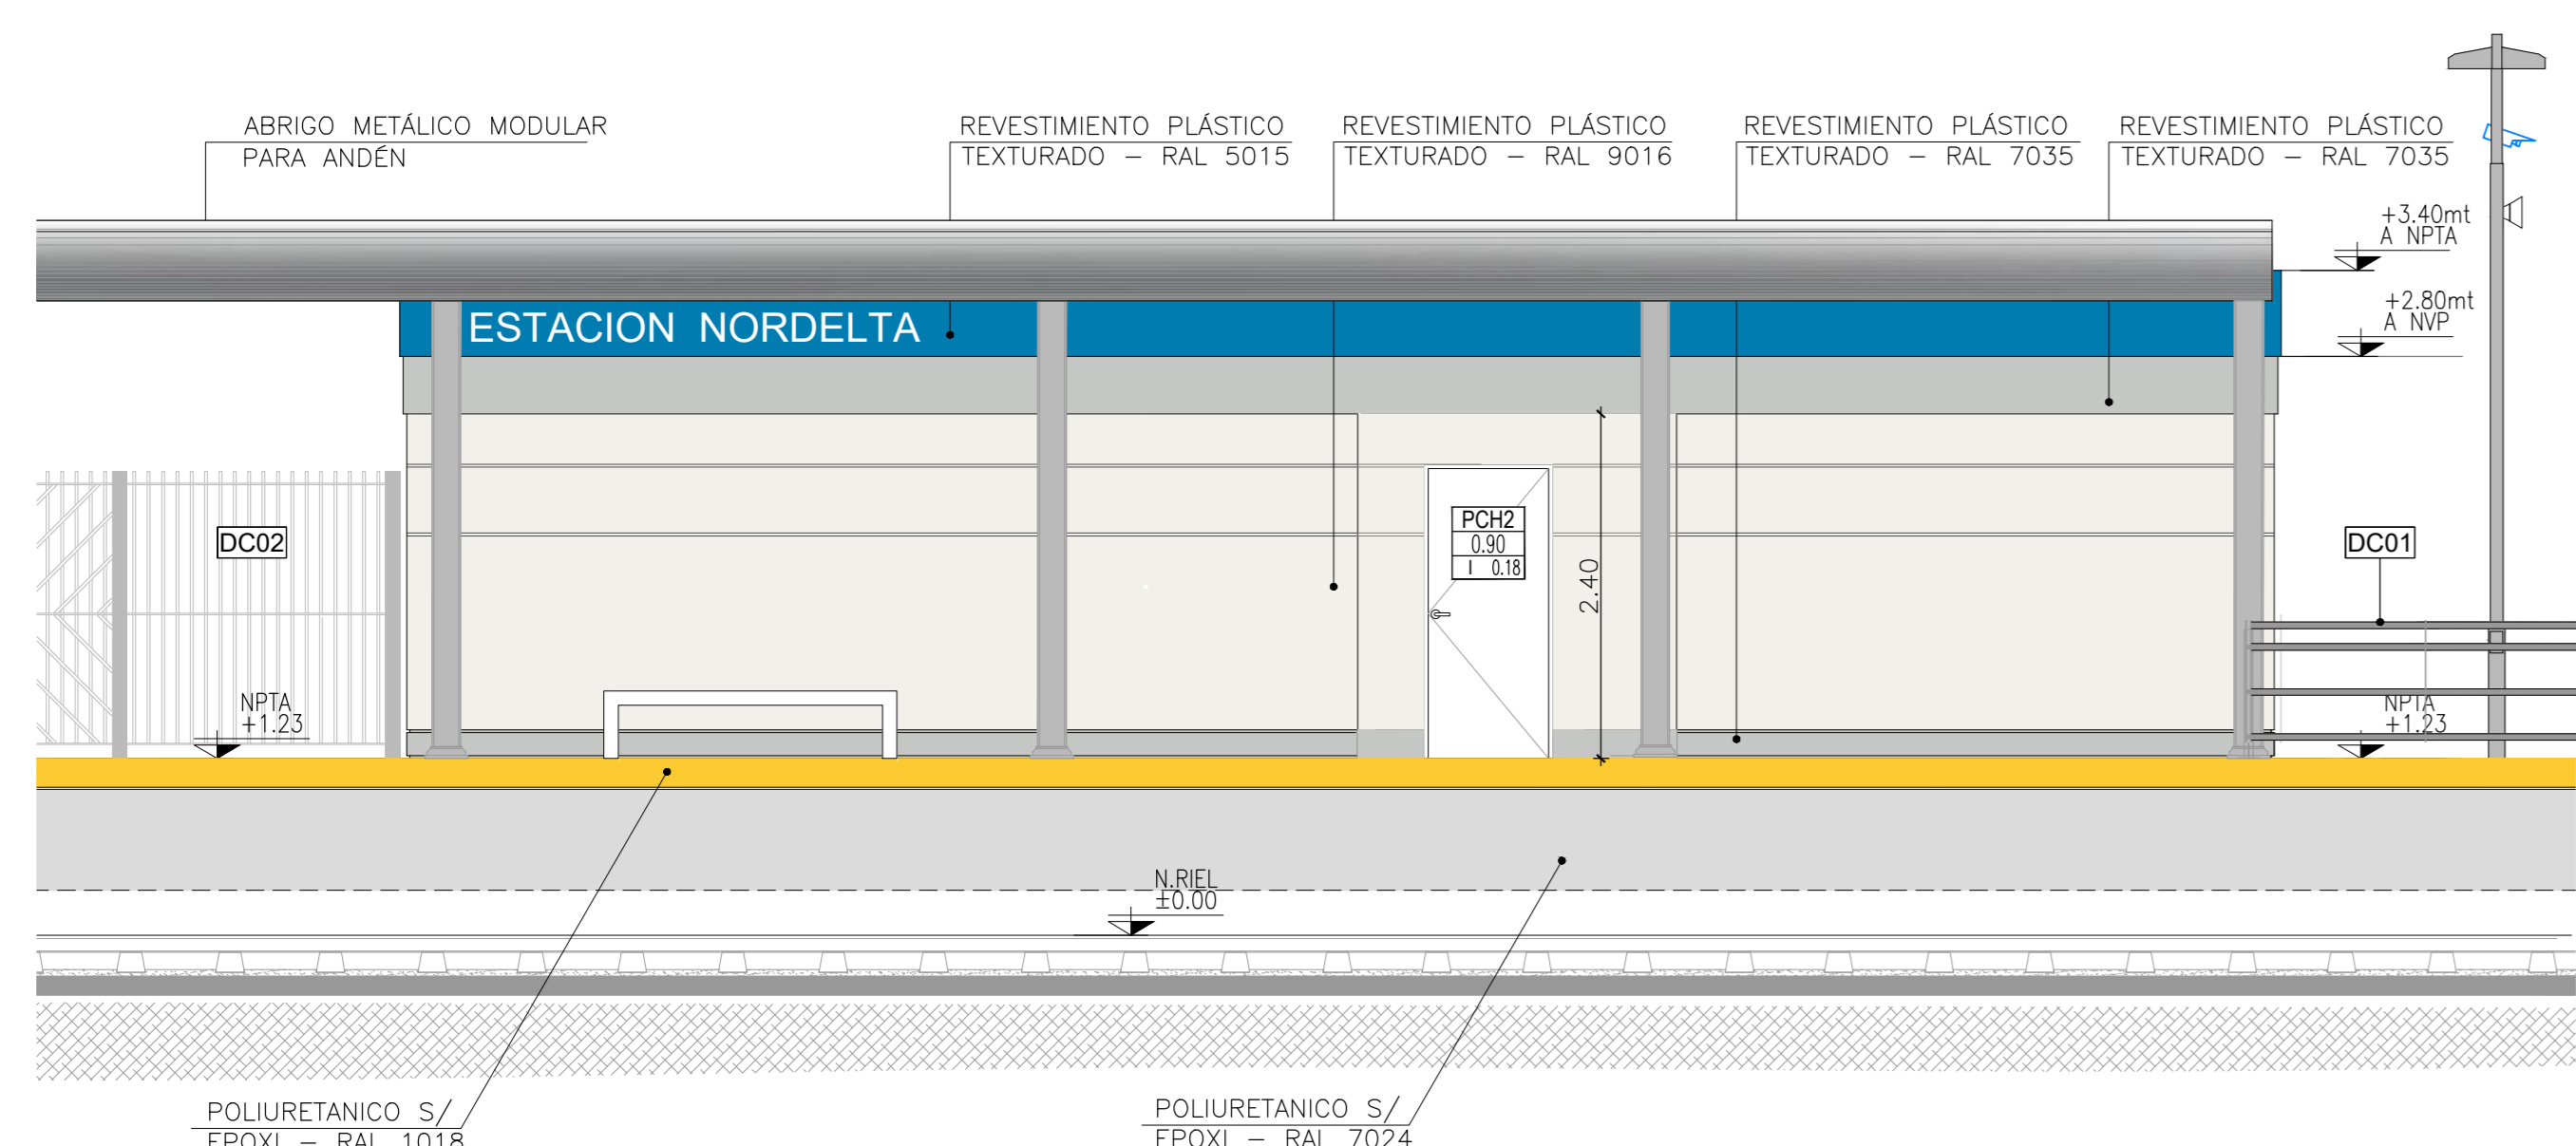 ABRIGO METÁLICO MODULAR
PARA ANDÉN
REVESTIMIENTO PLÁSTICO
TEXTURADO – RAL 5015
REVESTIMIENTO PLÁSTICO
TEXTURADO – RAL 9016
REVESTIMIENTO PLÁSTICO
TEXTURADO – RAL 7035
REVESTIMIENTO PLÁSTICO
TEXTURADO – RAL 7035
+3.40mt
A NPTA
+2.80mt
A NVP
ESTACION NORDELTA
DC02
PCH2
0.90
I 0.18
2.40
DC01
NPTA
+1.23
NPTA
+1.23
N.RIEL
±0.00
POLIURETANICO S/
EPOXI – RAL 1018
POLIURETANICO S/
EPOXI – RAL 7024